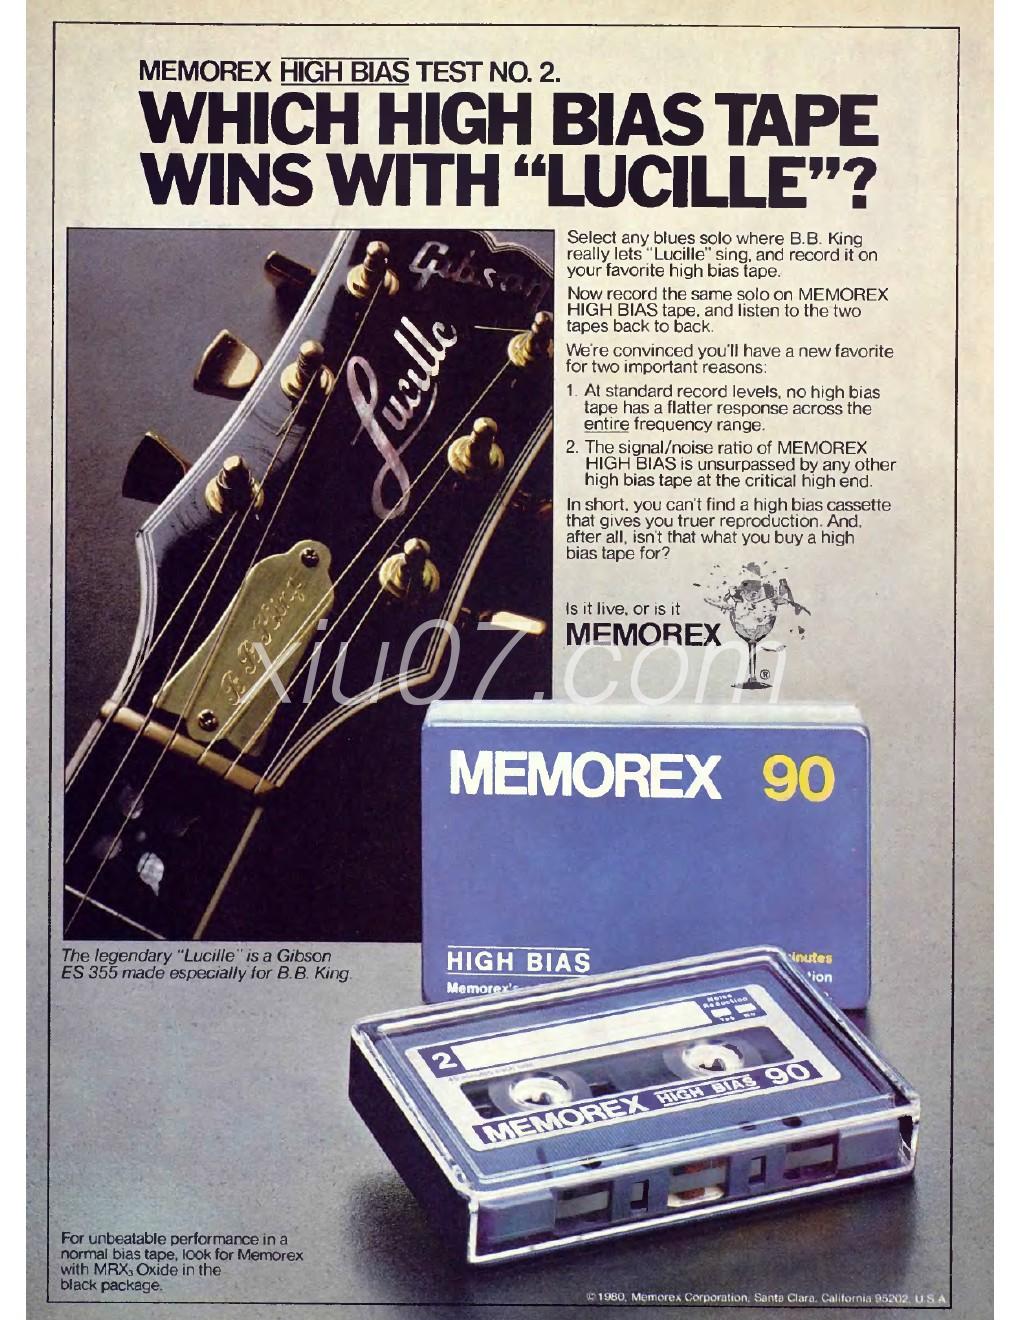 MEMOREX HIGH BIAS TEST NO. 2.
WHICH HIGH BIAS TAPE
WINS WITH “LUCILLE”?
Gibson
Lucille
B.B. King
Select any blues solo where B.B. King
really lets “Lucille” sing, and record it on
your favorite high bias tape.
Now record the same solo on MEMOREX
HIGH BIAS tape, and listen to the two
tapes back to back.
We're convinced you'll have a new favorite
for two important reasons:
1. At standard record levels, no high bias
tape has a flatter response across the
entire frequency range.
2. The signal/noise ratio of MEMOREX
HIGH BIAS is unsurpassed by any other
high bias tape at the critical high end.
In short, you can't find a high bias cassette
that gives you truer reproduction. And,
after all, isn't that what you buy a high
bias tape for?
Is it live, or is it
MEMOREX
®
xiu07.com
MEMOREX 90
The legendary “Lucille” is a Gibson
ES 355 made especially for B.B. King.
HIGH BIAS
Memorex's
inutes
tion
2
Noise
Reduction
Yes No
MEMOREX HIGH BIAS 90
For unbeatable performance in a
normal bias tape, look for Memorex
with MRX₃ Oxide in the
black package.
© 1980, Memorex Corporation, Santa Clara, California 95202, U.S.A.